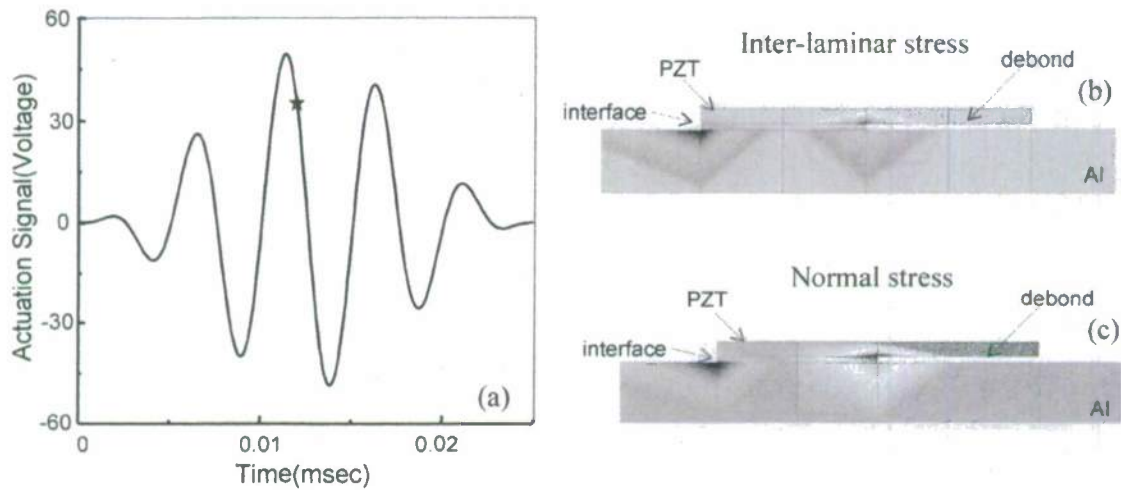 60
30
0
-30
-60
Actuation Signal(Voltage)
(a)
0
0.01
0.02
Time(msec)
Inter-laminar stress
PZT
debond
(b)
interface
Al
Normal stress
PZT
debond
(c)
interface
Al